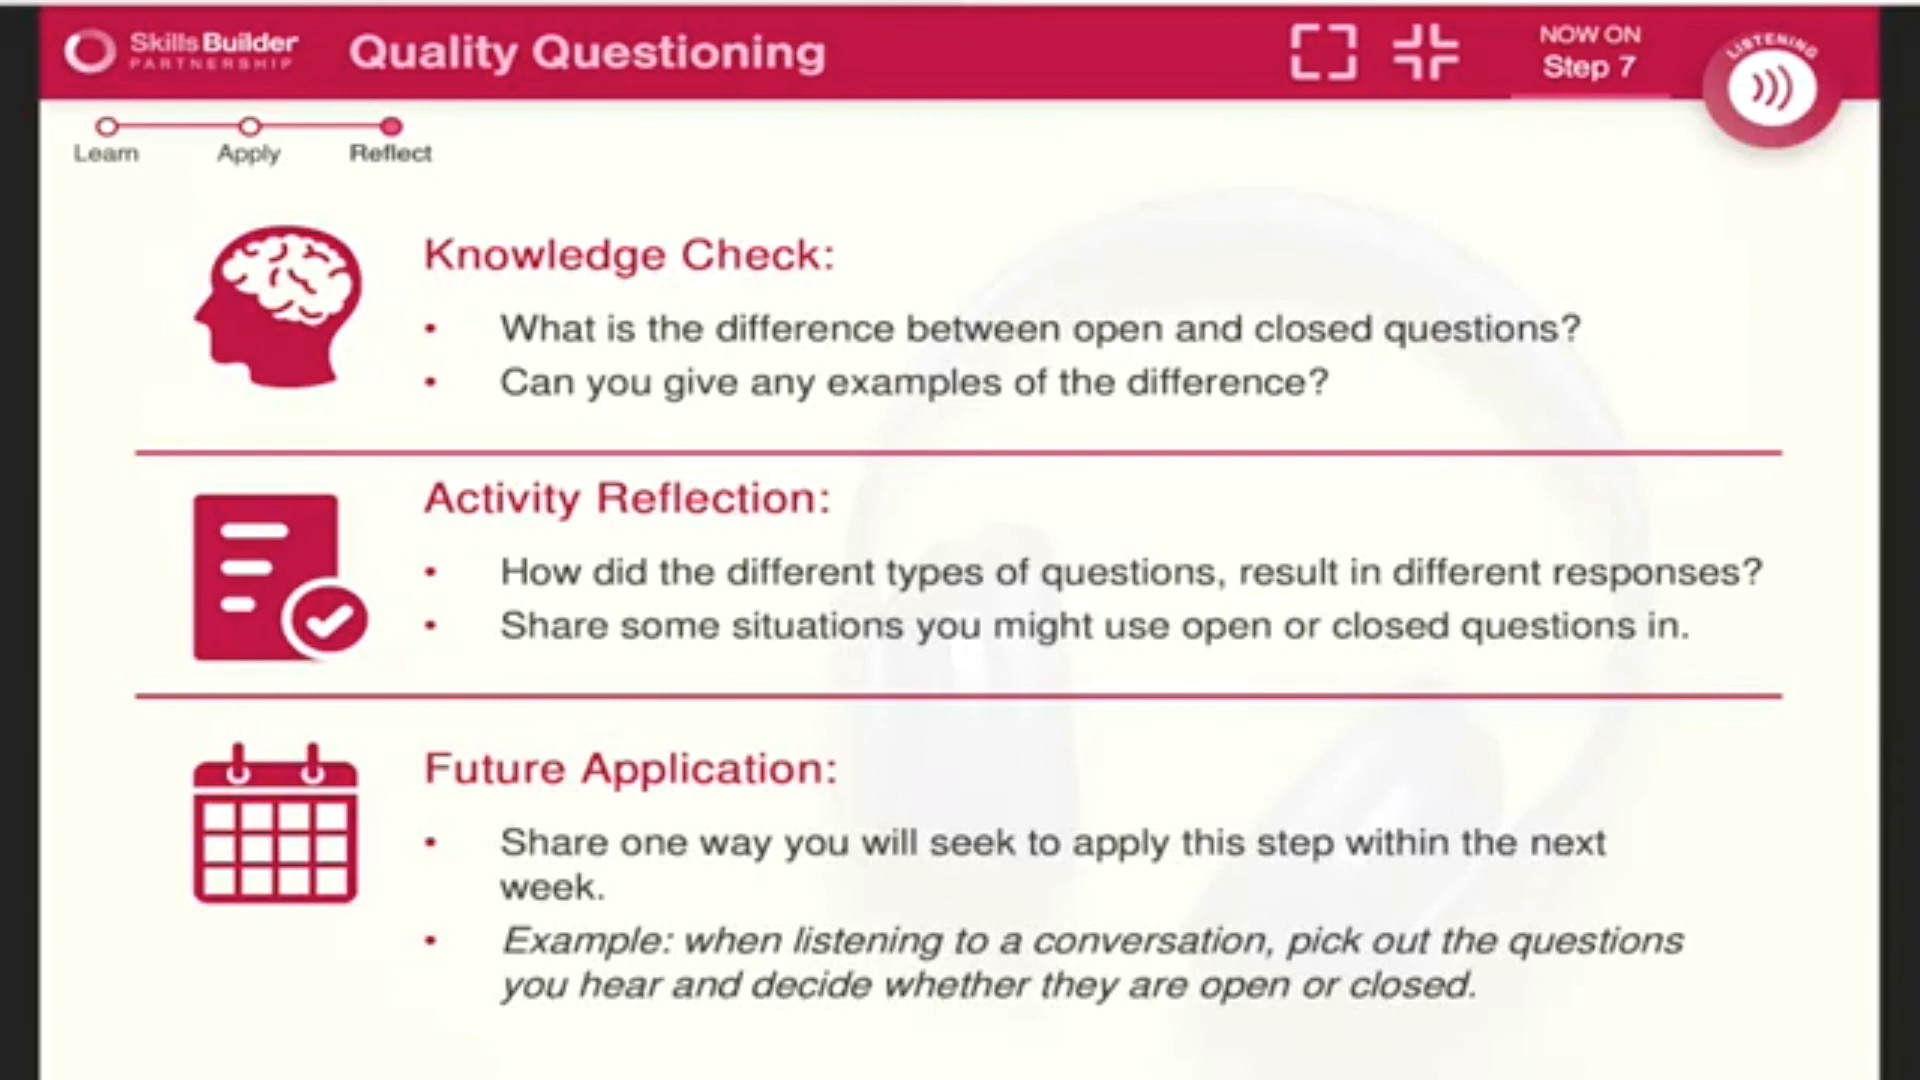 Skills Builder
PARTNERSHIP
Quality Questioning
NOW ON
Step 7
LISTENING
Learn
Apply
Reflect
Knowledge Check:
• What is the difference between open and closed questions?
• Can you give any examples of the difference?
Activity Reflection:
• How did the different types of questions, result in different responses?
• Share some situations you might use open or closed questions in.
Future Application:
• Share one way you will seek to apply this step within the next
week.
• Example: when listening to a conversation, pick out the questions
you hear and decide whether they are open or closed.